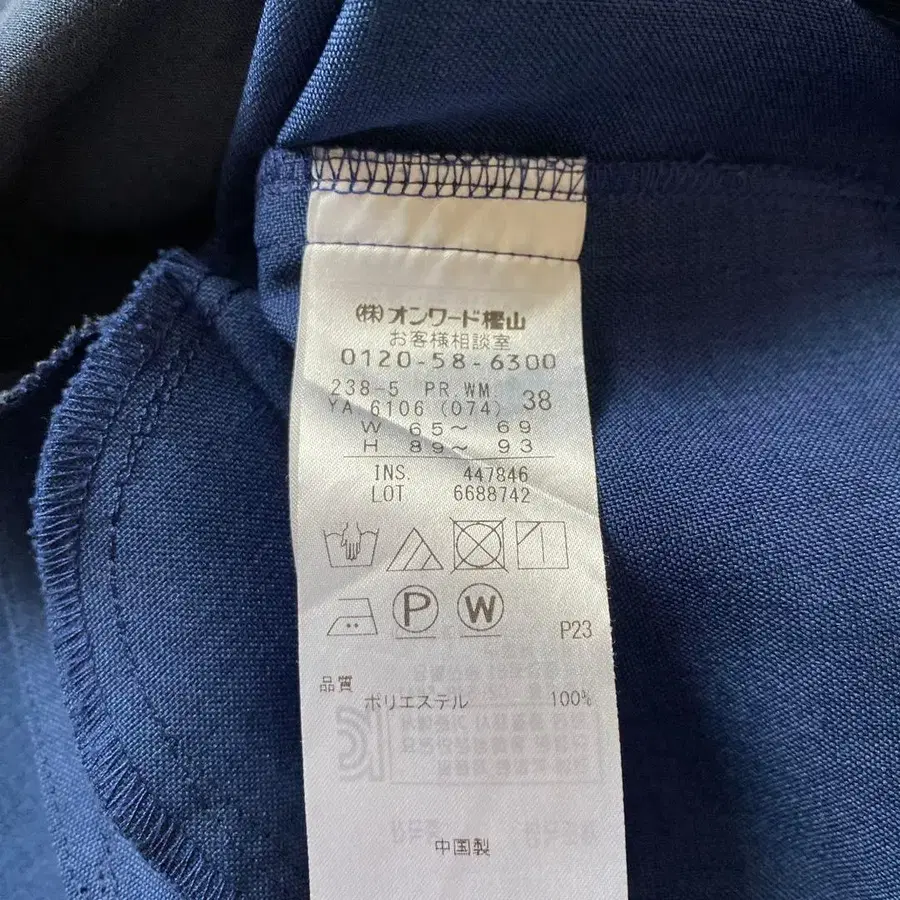 (株)オンワード樫山
お客様相談室
0120-58-6300
238-5 PR.WM
YA 6106 (074) 38
W 65~ 69
H 89~ 93
INS. 447846
LOT 6688742
P W
P23
品質
ポリエステル 100%
中国製